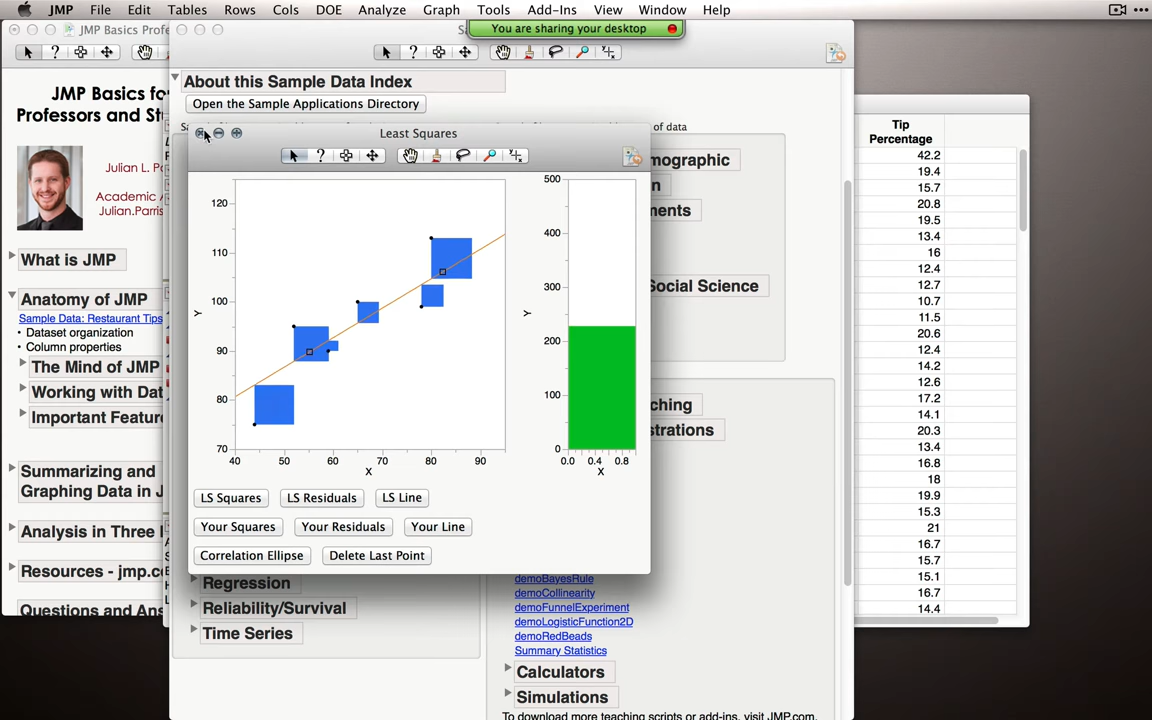 JMP File Edit Tables Rows Cols DOE Analyze Graph Tools Add-Ins View Window Help
You are sharing your desktop
JMP Basics Profe
Sa
JMP Basics fo
Professors and St
Julian L. Pa
Academic
Julian.Parris
What is JMP
Anatomy of JMP
Sample Data: Restaurant Tips
• Dataset organization
• Column properties
The Mind of JMP
Working with Dat
Important Feature
Summarizing and
Graphing Data in J
Analysis in Three
Resources - jmp.co
Questions and Ans
About this Sample Data Index
Open the Sample Applications Directory
of data
mographic
n
ments
Social Science
ching
strations
Least Squares
120
110
100
90
80
70
Y
40 50 60 70 80 90
X
500
400
300
200
100
0
Y
0.0 0.4 0.8
X
LS Squares LS Residuals LS Line
Your Squares Your Residuals Your Line
Correlation Ellipse Delete Last Point
Regression
Reliability/Survival
Time Series
demoBayesRule
demoCollinearity
demoFunnelExperiment
demoLogisticFunction2D
demoRedBeads
Summary Statistics
Calculators
Simulations
To download more teaching scripts or add-ins, visit JMP.com.
Tip
Percentage
42.2
19.4
15.7
20.8
19.5
13.4
16
12.4
12.7
10.7
11.5
20.6
12.4
14.2
12.6
17.2
14.1
20.3
13.4
16.8
18
19.9
15.3
21
16.7
15.7
15.1
16.7
14.4